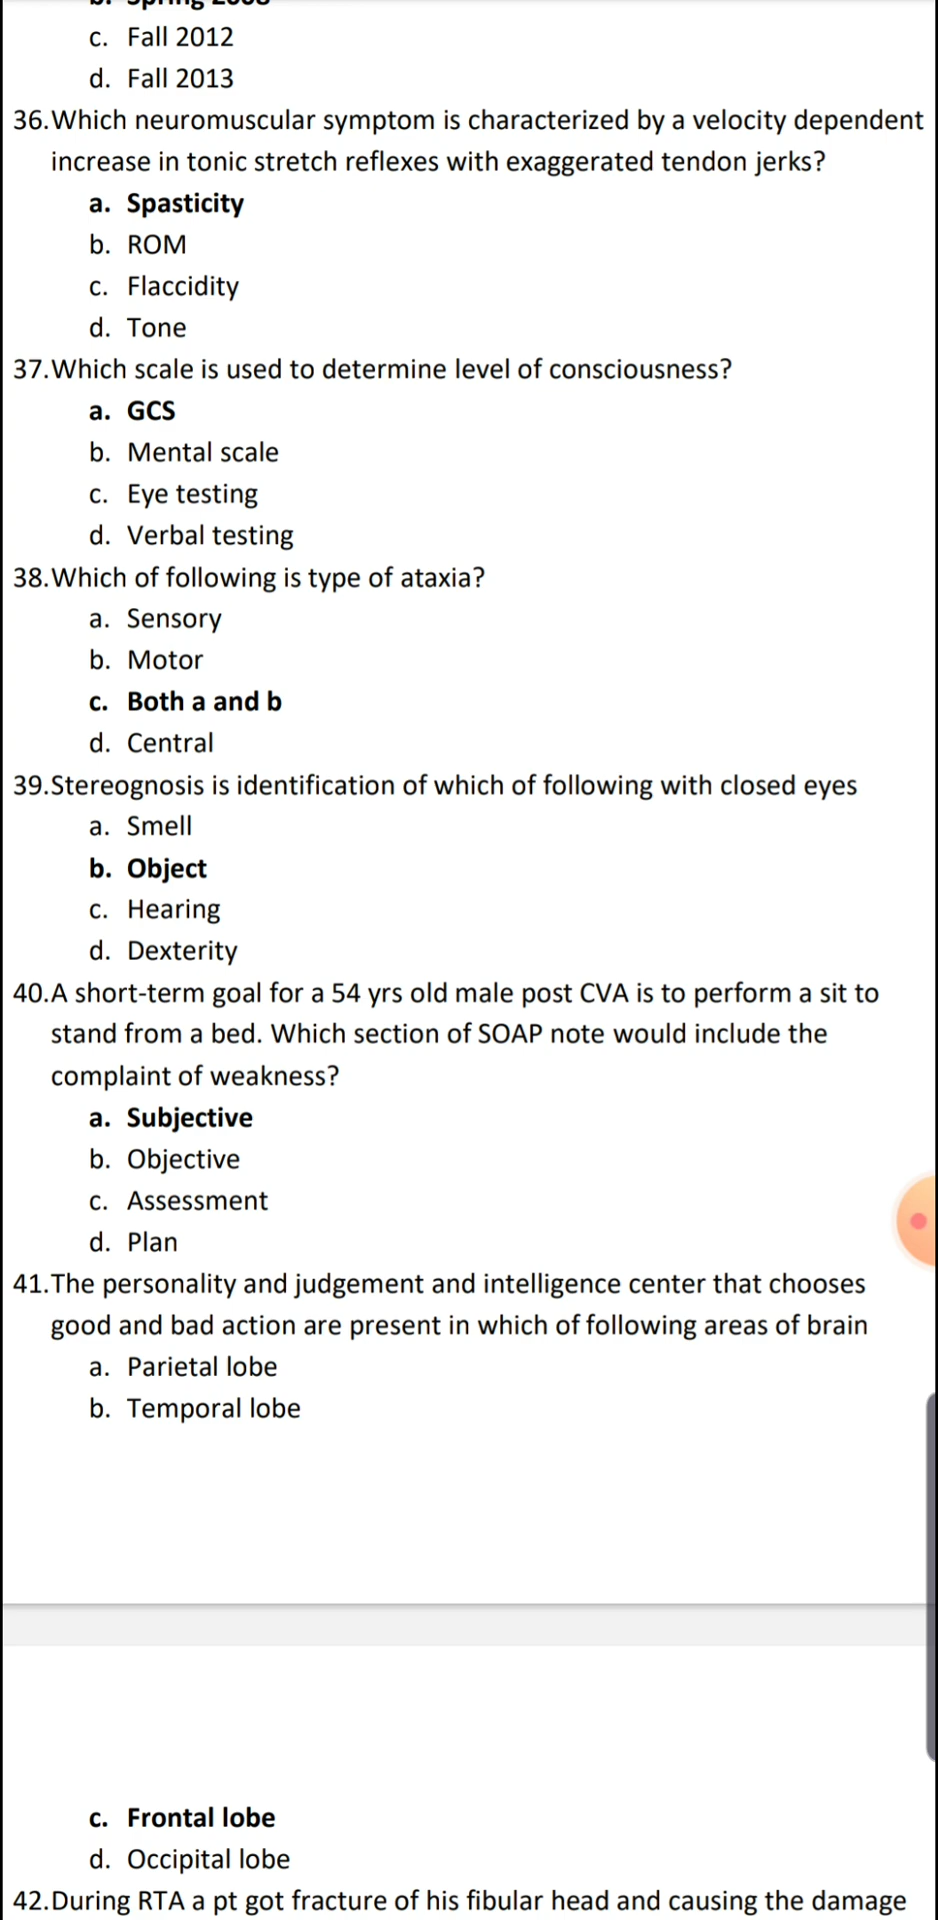 b. Spring 2008
c. Fall 2012
d. Fall 2013
36.Which neuromuscular symptom is characterized by a velocity dependent
increase in tonic stretch reflexes with exaggerated tendon jerks?
a. Spasticity
b. ROM
c. Flaccidity
d. Tone
37.Which scale is used to determine level of consciousness?
a. GCS
b. Mental scale
c. Eye testing
d. Verbal testing
38.Which of following is type of ataxia?
a. Sensory
b. Motor
c. Both a and b
d. Central
39.Stereognosis is identification of which of following with closed eyes
a. Smell
b. Object
c. Hearing
d. Dexterity
40.A short-term goal for a 54 yrs old male post CVA is to perform a sit to
stand from a bed. Which section of SOAP note would include the
complaint of weakness?
a. Subjective
b. Objective
c. Assessment
d. Plan
41.The personality and judgement and intelligence center that chooses
good and bad action are present in which of following areas of brain
a. Parietal lobe
b. Temporal lobe
c. Frontal lobe
d. Occipital lobe
42.During RTA a pt got fracture of his fibular head and causing the damage